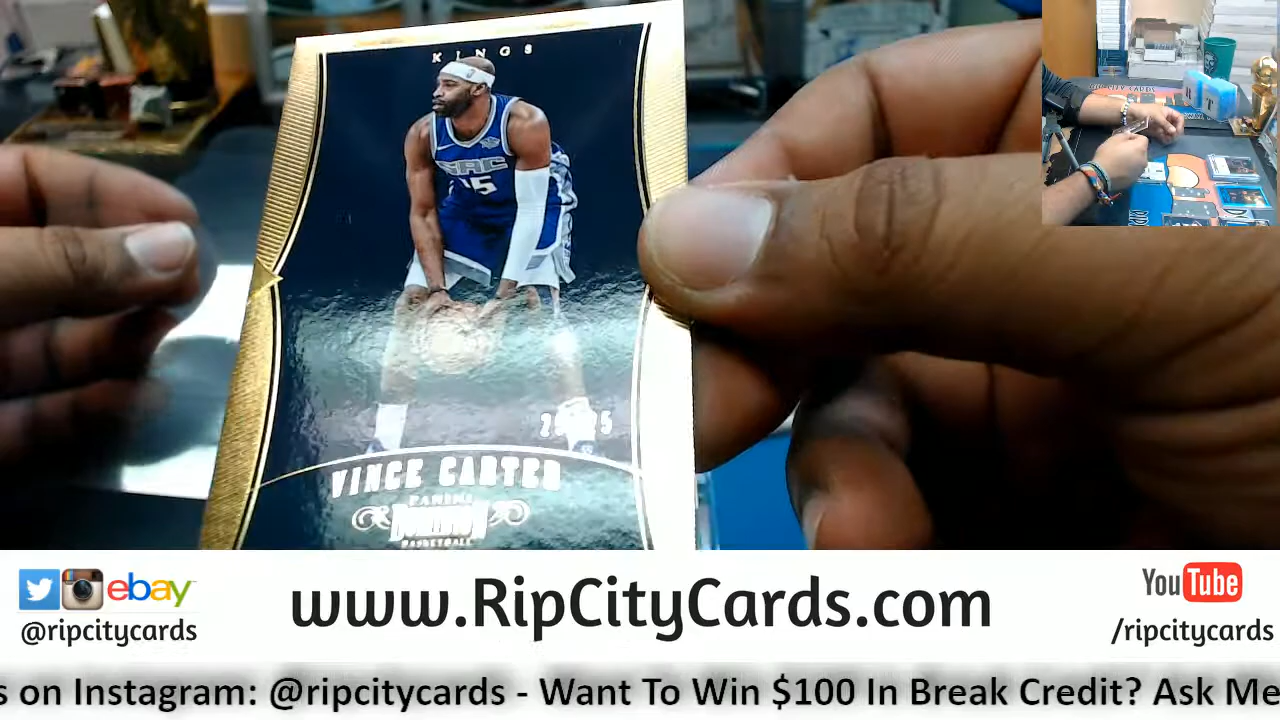 KINGS
SAC
15
VINCE CARTER
PANINI
DOMINION
BASKETBALL
ebay
@ripcitycards
www.RipCityCards.com
YouTube
/ripcitycards
s on Instagram: @ripcitycards - Want To Win $100 In Break Credit? Ask Me